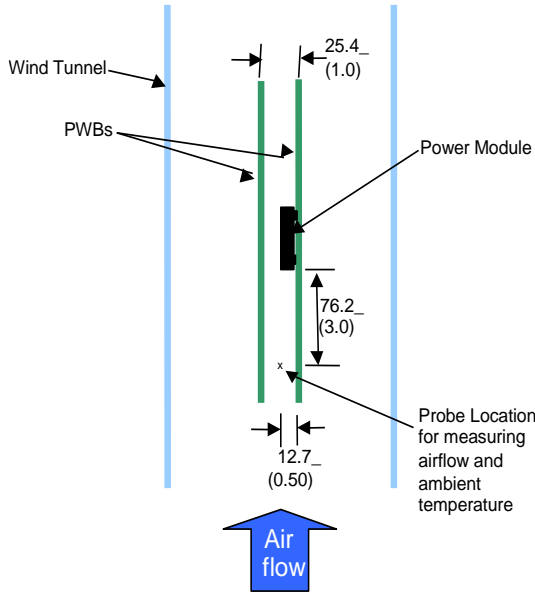 25.4_
(1.0)
Wind Tunnel
PWBs
Power Module
76.2_
(3.0)
x
Probe Location
for measuring
airflow and
ambient
temperature
12.7_
(0.50)
Air
flow